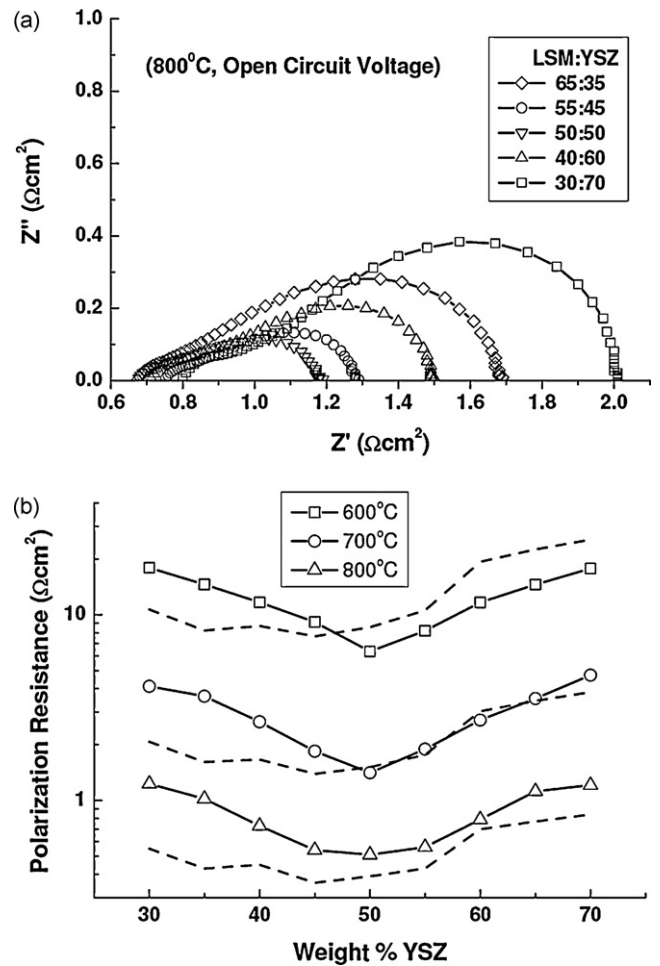 (a)
1.0
0.8
0.6
0.4
0.2
0.0
Z'' (Ωcm²)
(800⁰C, Open Circuit Voltage)
LSM:YSZ
65:35
55:45
50:50
40:60
30:70
0.6 0.8 1.0 1.2 1.4 1.6 1.8 2.0
Z' (Ωcm²)
(b)
600°C
700°C
800°C
10
1
Polarization Resistance (Ωcm²)
30 40 50 60 70
Weight % YSZ